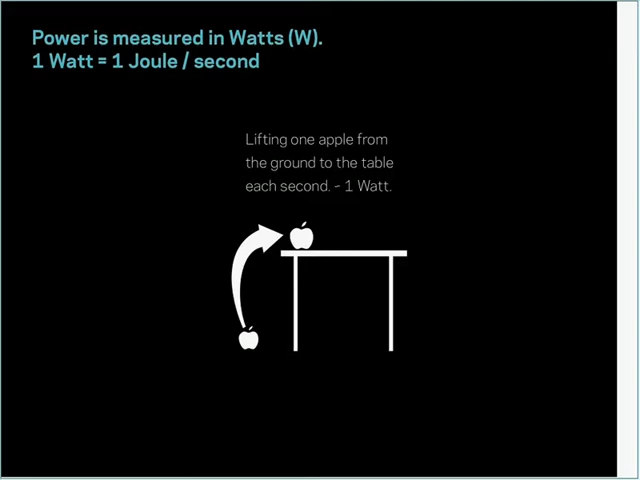 Power is measured in Watts (W).
1 Watt = 1 Joule / second
Lifting one apple from
the ground to the table
each second. ~ 1 Watt.